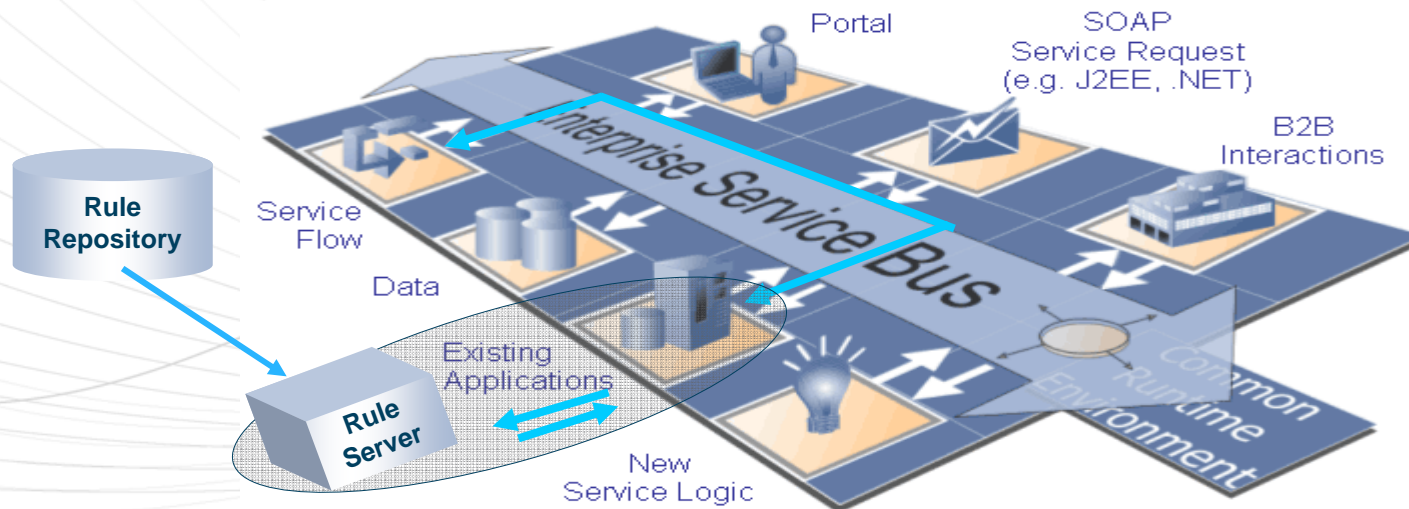 Portal
SOAP
Service Request
(e.g. J2EE, .NET)
B2B
Interactions
Enterprise Service Bus
Rule
Repository
Service
Flow
Data
Existing
Applications
Rule
Server
New
Service Logic
Common
Runtime
Environment